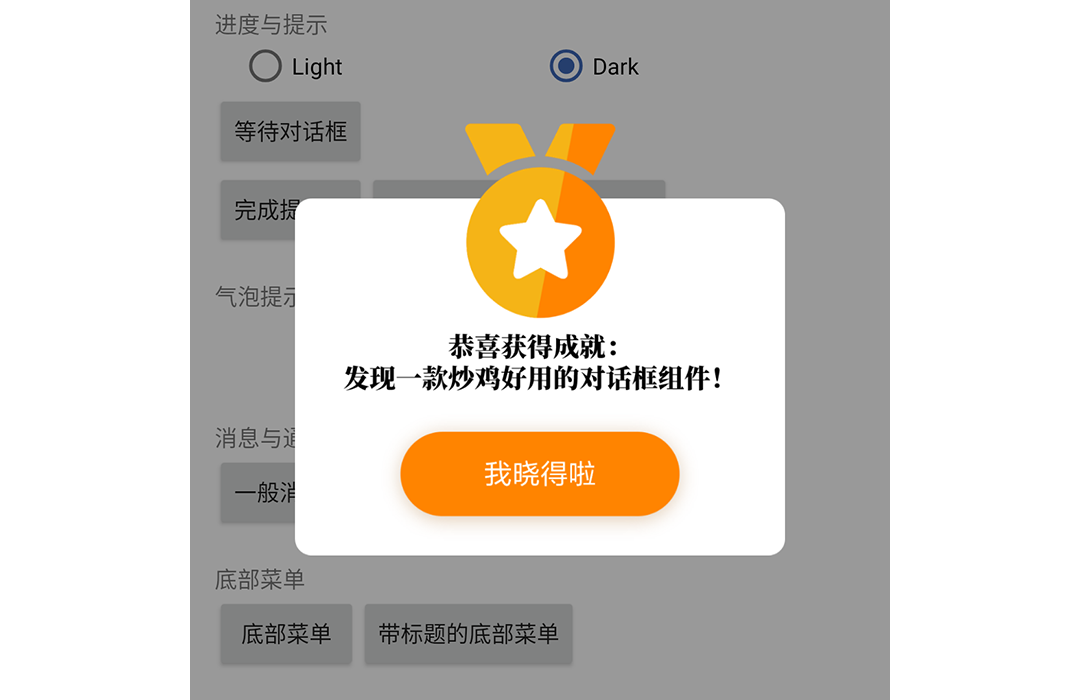 进度与提示
Light
Dark
等待对话框
完成提
气泡提示
恭喜获得成就：
发现一款炒鸡好用的对话框组件！
消息与通
一般消
我晓得啦
底部菜单
底部菜单
带标题的底部菜单